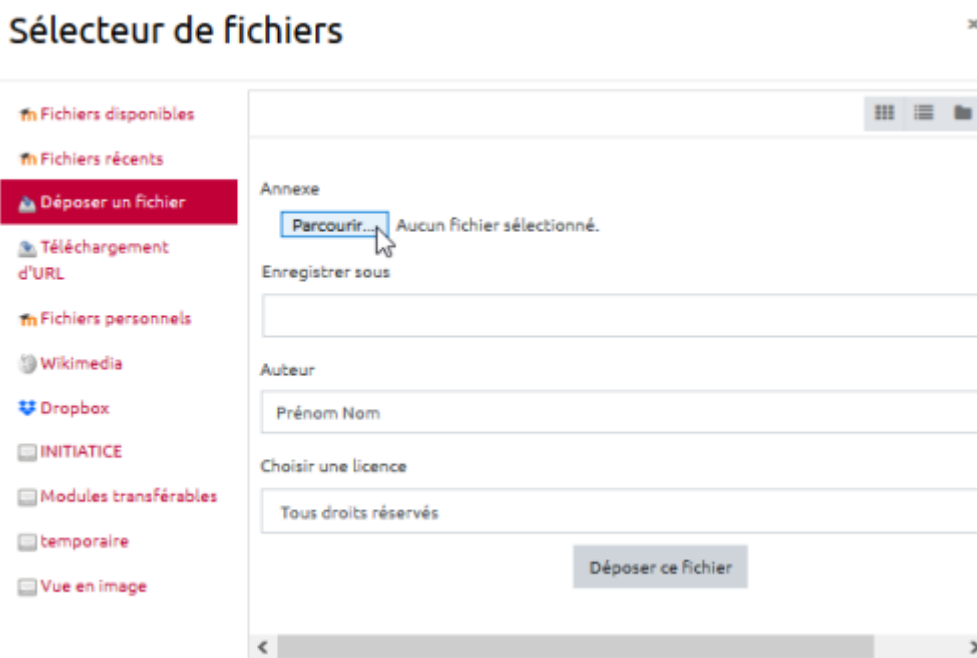 Sélecteur de fichiers
Fichiers disponibles
Fichiers récents
Déposer un fichier
Téléchargement
d'URL
Fichiers personnels
Wikimedia
Dropbox
INITIATICE
Modules transférables
temporaire
Vue en image
Annexe
Parcourir... Aucun fichier sélectionné.
Enregistrer sous
Auteur
Prénom Nom
Choisir une licence
Tous droits réservés
Déposer ce fichier